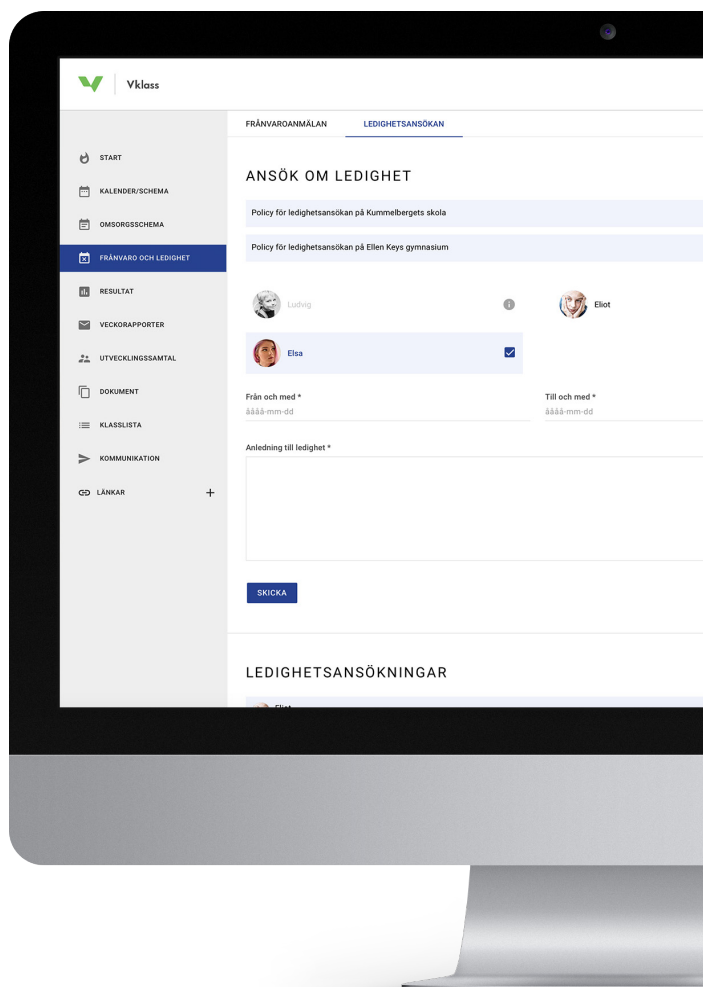 Vklass
FRÅNVAROANMÄLAN
LEDIGHETSANSÖKAN
START
KALENDER/SCHEMA
OMSORGSSCHEMA
FRÅNVARO OCH LEDIGHET
RESULTAT
VECKORAPPORTER
UTVECKLINGSSAMTAL
DOKUMENT
KLASSLISTA
KOMMUNIKATION
LÄNKAR +
ANSÖK OM LEDIGHET
Policy för ledighetsansökan på Kummelbergets skola
Policy för ledighetsansökan på Ellen Keys gymnasium
Ludvig
Eliot
Elsa
Från och med *
åååå-mm-dd
Till och med *
åååå-mm-dd
Anledning till ledighet *
SKICKA
LEDIGHETSANSÖKNINGAR
Eliot